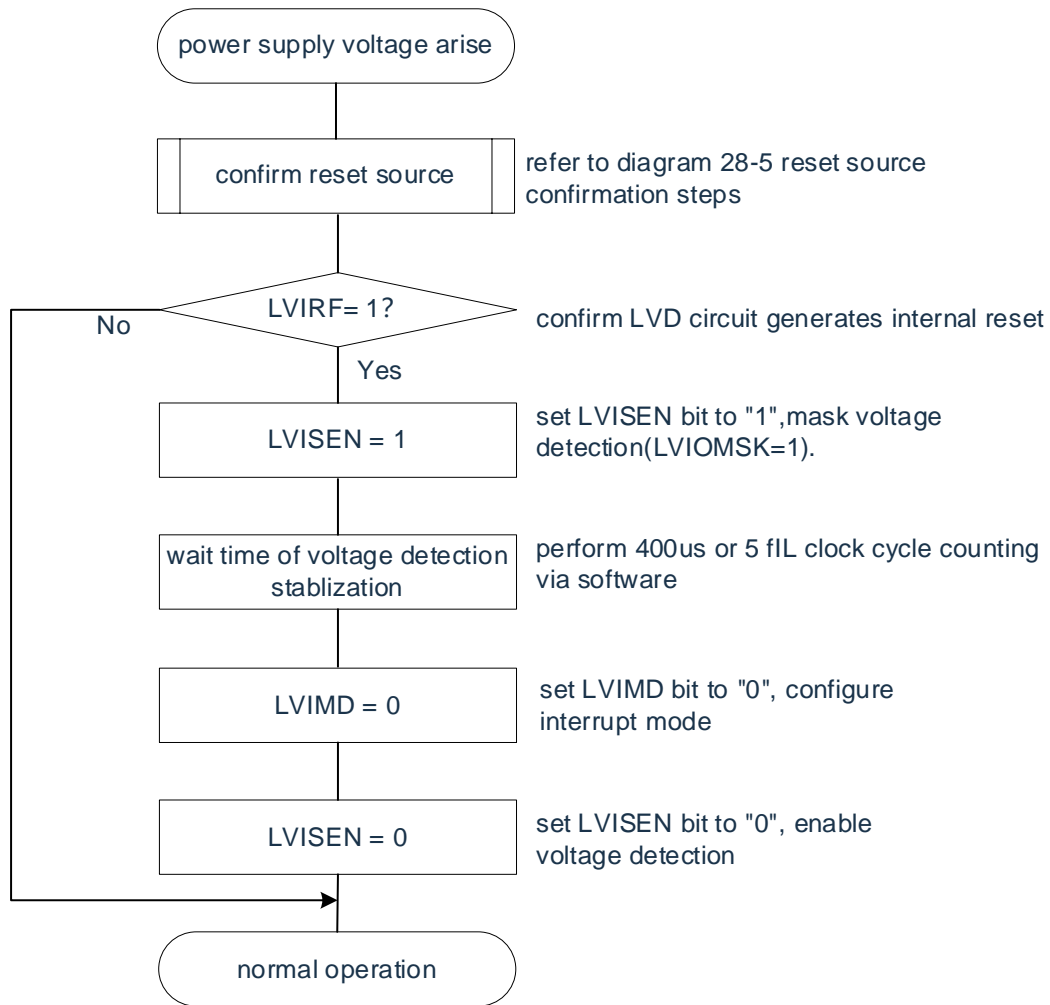 power supply voltage arise
confirm reset source
refer to diagram 28-5 reset source
confirmation steps
LVIRF= 1?
No
confirm LVD circuit generates internal reset
Yes
LVISEN = 1
set LVISEN bit to "1",mask voltage
detection(LVIOMSK=1).
wait time of voltage detection
stablization
perform 400us or 5 fIL clock cycle counting
via software
LVIMD = 0
set LVIMD bit to "0", configure
interrupt mode
LVISEN = 0
set LVISEN bit to "0", enable
voltage detection
normal operation